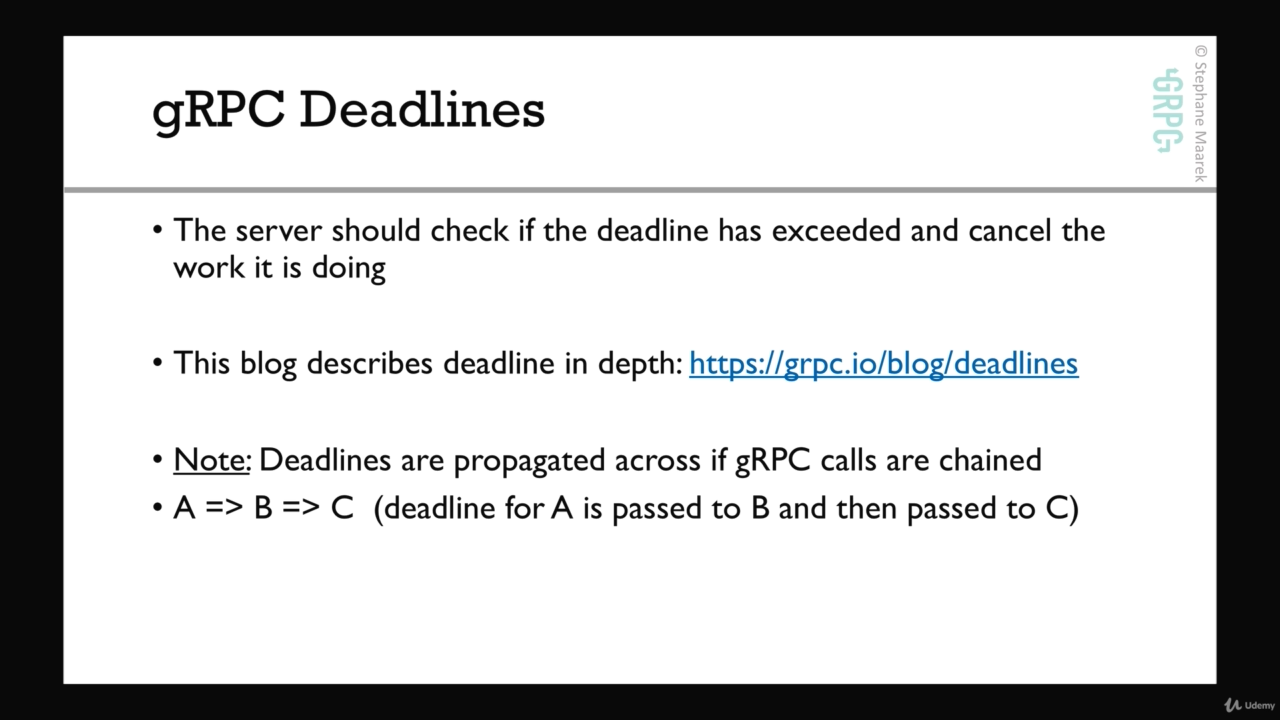 gRPC Deadlines
© Stephane Maarek
GRPC
• The server should check if the deadline has exceeded and cancel the
work it is doing
• This blog describes deadline in depth: https://grpc.io/blog/deadlines
• Note: Deadlines are propagated across if gRPC calls are chained
• A => B => C (deadline for A is passed to B and then passed to C)
Udemy